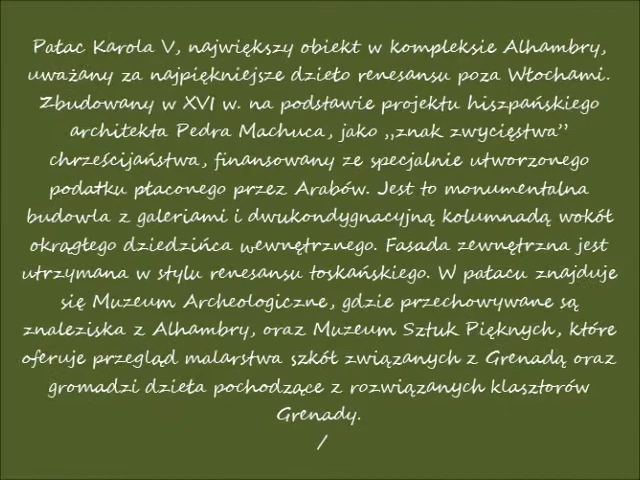 Pałac Karola V, największy obiekt w kompleksie Alhambry,
uważany za najpiękniejsze dzieło renesansu poza Włochami.
Zbudowany w XVI w. na podstawie projektu hiszpańskiego
architekta Pedra Machuca, jako „znak zwycięstwa”
chrześcijaństwa, finansowany ze specjalnie utworzonego
podatku płaconego przez Arabów. Jest to monumentalna
budowla z galeriami i dwukondygnacyjną kolumnadą wokół
okrągłego dziedzińca wewnętrznego. Fasada zewnętrzna jest
utrzymana w stylu renesansu toskańskiego. W pałacu znajduje
się Muzeum Archeologiczne, gdzie przechowywane są
znaleziska z Alhambry, oraz Muzeum Sztuk Pięknych, które
oferuje przegląd malarstwa szkół związanych z Grenadą oraz
gromadzi dzieła pochodzące z rozwiązanych klasztorów
Grenady.
/